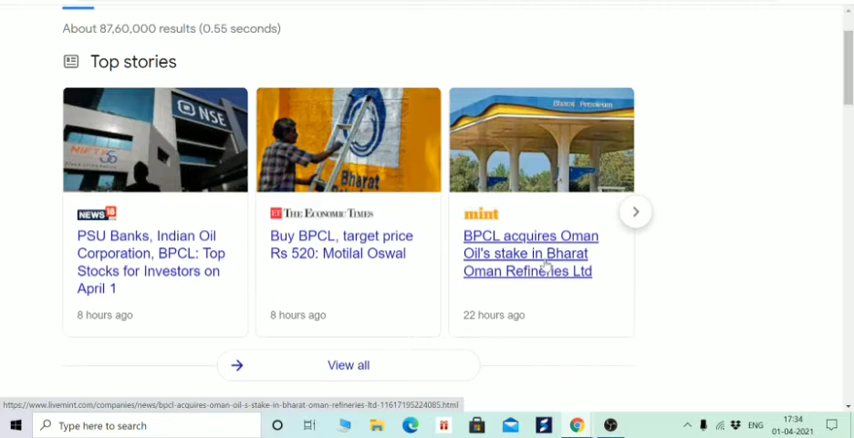 About 87,60,000 results (0.55 seconds)
Top stories
NSE
NIFTY
Bharat
Bharat Petroleum
NEWS18
PSU Banks, Indian Oil
Corporation, BPCL: Top
Stocks for Investors on
April 1
8 hours ago
ET THE ECONOMIC TIMES
Buy BPCL, target price
Rs 520: Motilal Oswal
8 hours ago
mint
BPCL acquires Oman
Oil's stake in Bharat
Oman Refineries Ltd
22 hours ago
View all
https://www.livemint.com/companies/news/bpcl-acquires-oman-oil-s-stake-in-bharat-oman-refineries-ltd-11617195224085.html
Type here to search
ENG
17:34
01-04-2021